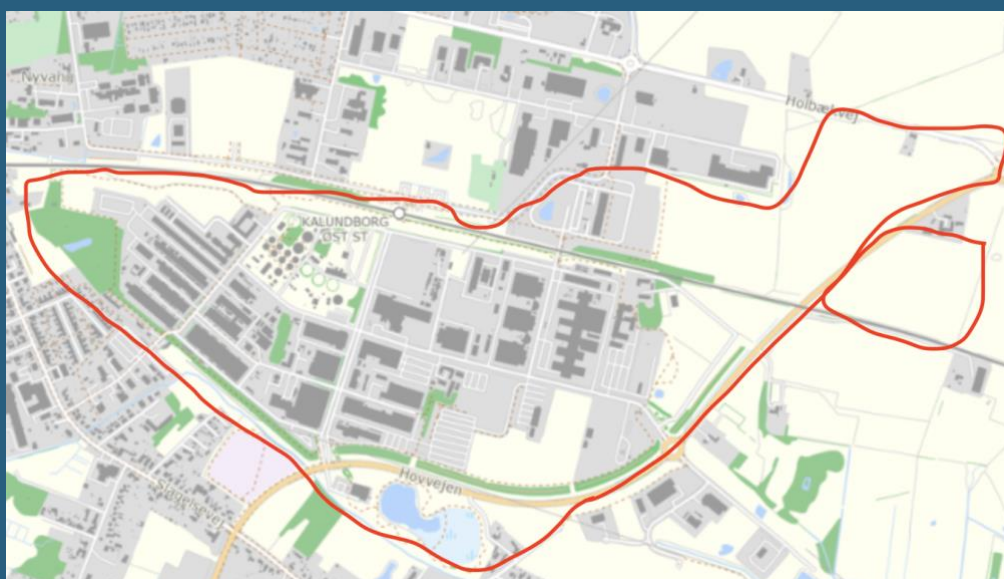 Nyvang
Holbækvej
KALUNDBORG
ØST ST
Hovvejen
Slagelsevej